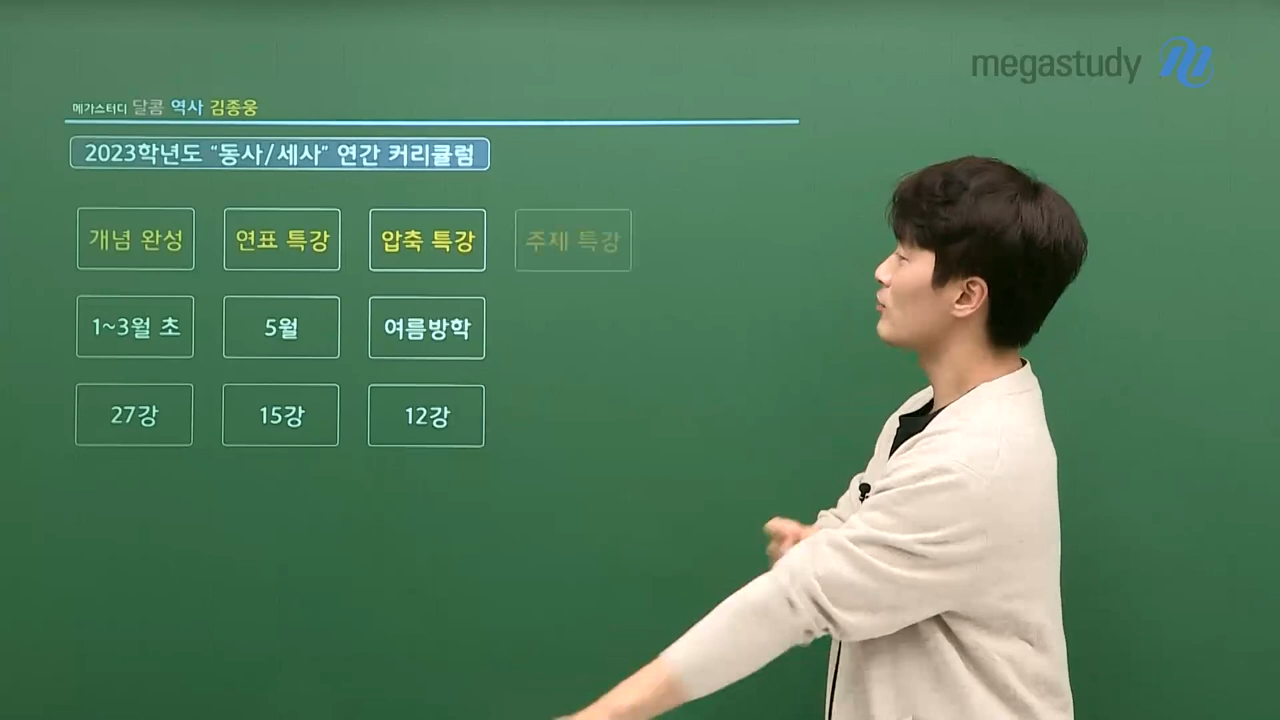 megastudy
메가스터디 달콤 역사 김종웅
2023학년도 “동사/세사” 연간 커리큘럼
개념 완성 연표 특강 압축 특강 주제 특강
1~3월 초 5월 여름방학
27강 15강 12강